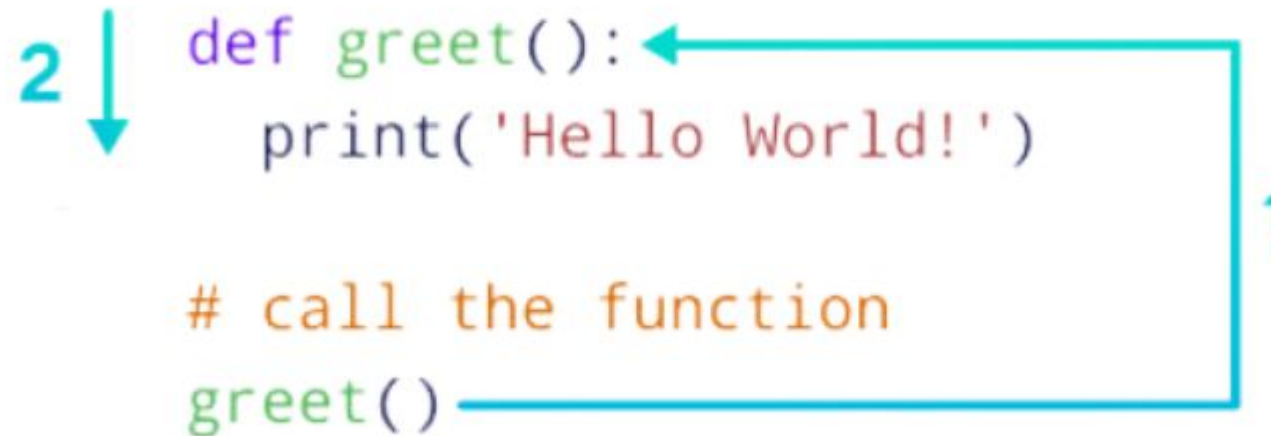 2
def greet():
print('Hello World!')
# call the function
greet()